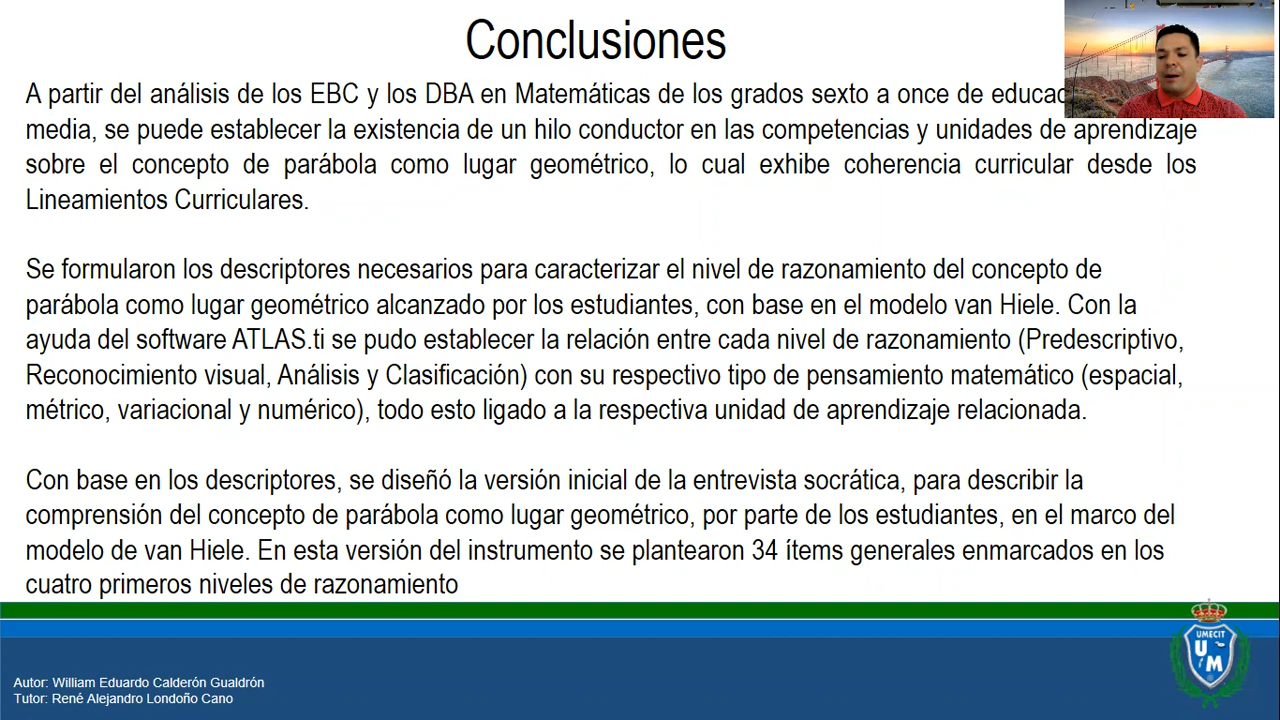 Conclusiones
A partir del análisis de los EBC y los DBA en Matemáticas de los grados sexto a once de
media, se puede establecer la existencia de un hilo conductor en las competencias y unidades de aprendizaje
sobre el concepto de parábola como lugar geométrico, lo cual exhibe coherencia curricular desde los
Lineamientos Curriculares.
Se formularon los descriptores necesarios para caracterizar el nivel de razonamiento del concepto de
parábola como lugar geométrico alcanzado por los estudiantes, con base en el modelo van Hiele. Con la
ayuda del software ATLAS.ti se pudo establecer la relación entre cada nivel de razonamiento (Predescriptivo,
Reconocimiento visual, Análisis y Clasificación) con su respectivo tipo de pensamiento matemático (espacial,
métrico, variacional y numérico), todo esto ligado a la respectiva unidad de aprendizaje relacionada.
Con base en los descriptores, se diseñó la versión inicial de la entrevista socrática, para describir la
comprensión del concepto de parábola como lugar geométrico, por parte de los estudiantes, en el marco del
modelo de van Hiele. En esta versión del instrumento se plantearon 34 ítems generales enmarcados en los
cuatro primeros niveles de razonamiento
UMECIT
U M
Autor: William Eduardo Calderón Gualdrón
Tutor: René Alejandro Londoño Cano